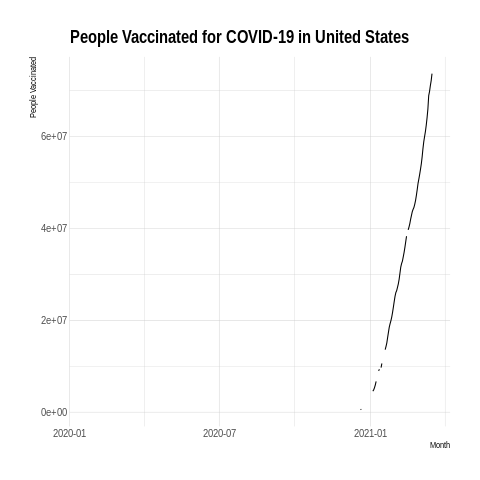 People Vaccinated for COVID-19 in United States
People Vaccinated
6e+07
4e+07
2e+07
0e+00
2020-01
2020-07
2021-01
Month